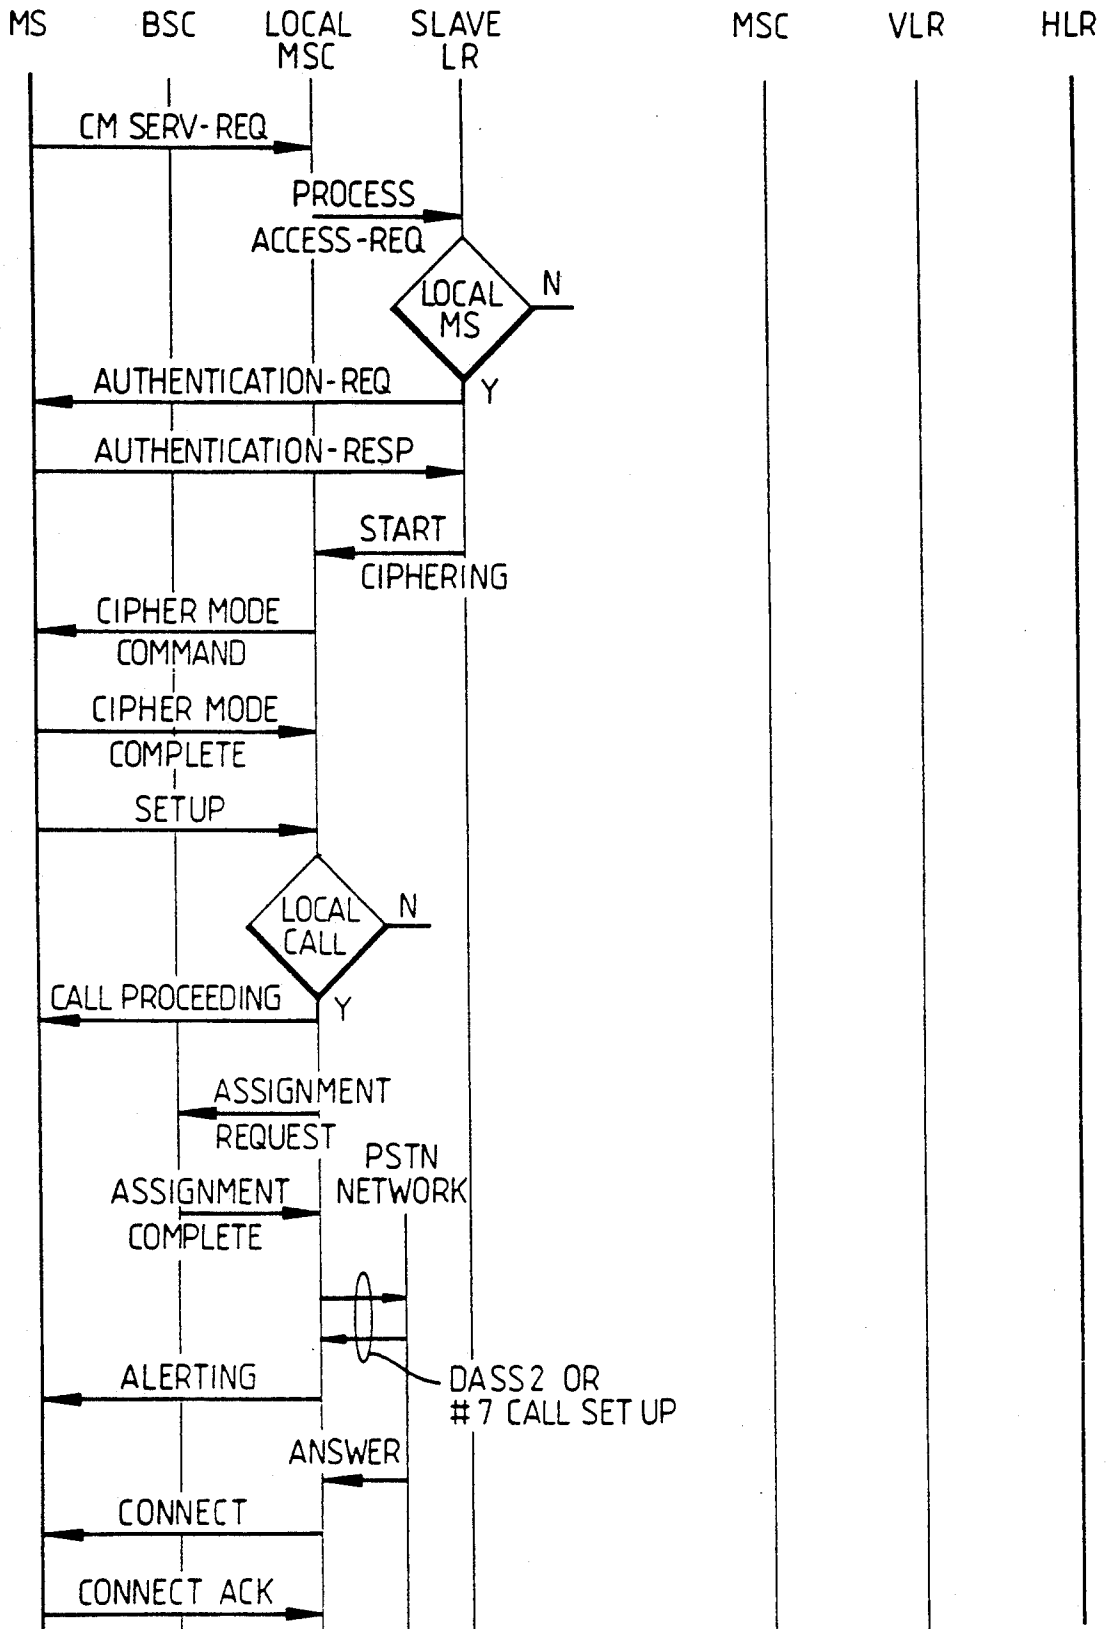 MS BSC LOCAL MSC SLAVE LR MSC VLR HLR
CM SERV-REQ
PROCESS
ACCESS-REQ
LOCAL
MS
N
Y
AUTHENTICATION-REQ
AUTHENTICATION-RESP
START
CIPHERING
CIPHER MODE
COMMAND
CIPHER MODE
COMPLETE
SETUP
LOCAL
CALL
N
Y
CALL PROCEEDING
ASSIGNMENT
REQUEST
PSTN
NETWORK
ASSIGNMENT
COMPLETE
DASS2 OR
#7 CALL SET UP
ALERTING
ANSWER
CONNECT
CONNECT ACK